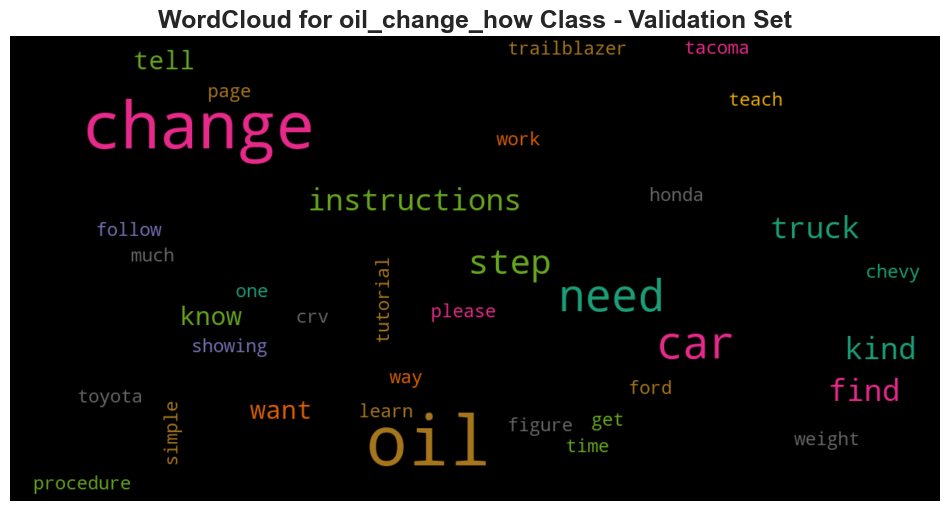 WordCloud for oil_change_how Class - Validation Set
trailblazer
tacoma
tell
page
teach
change
work
instructions
honda
follow
truck
much
step
chevy
tutorial
one
need
know
crv
please
showing
car
kind
way
ford
find
toyota
simple
want
learn
oil
figure
get
time
weight
procedure